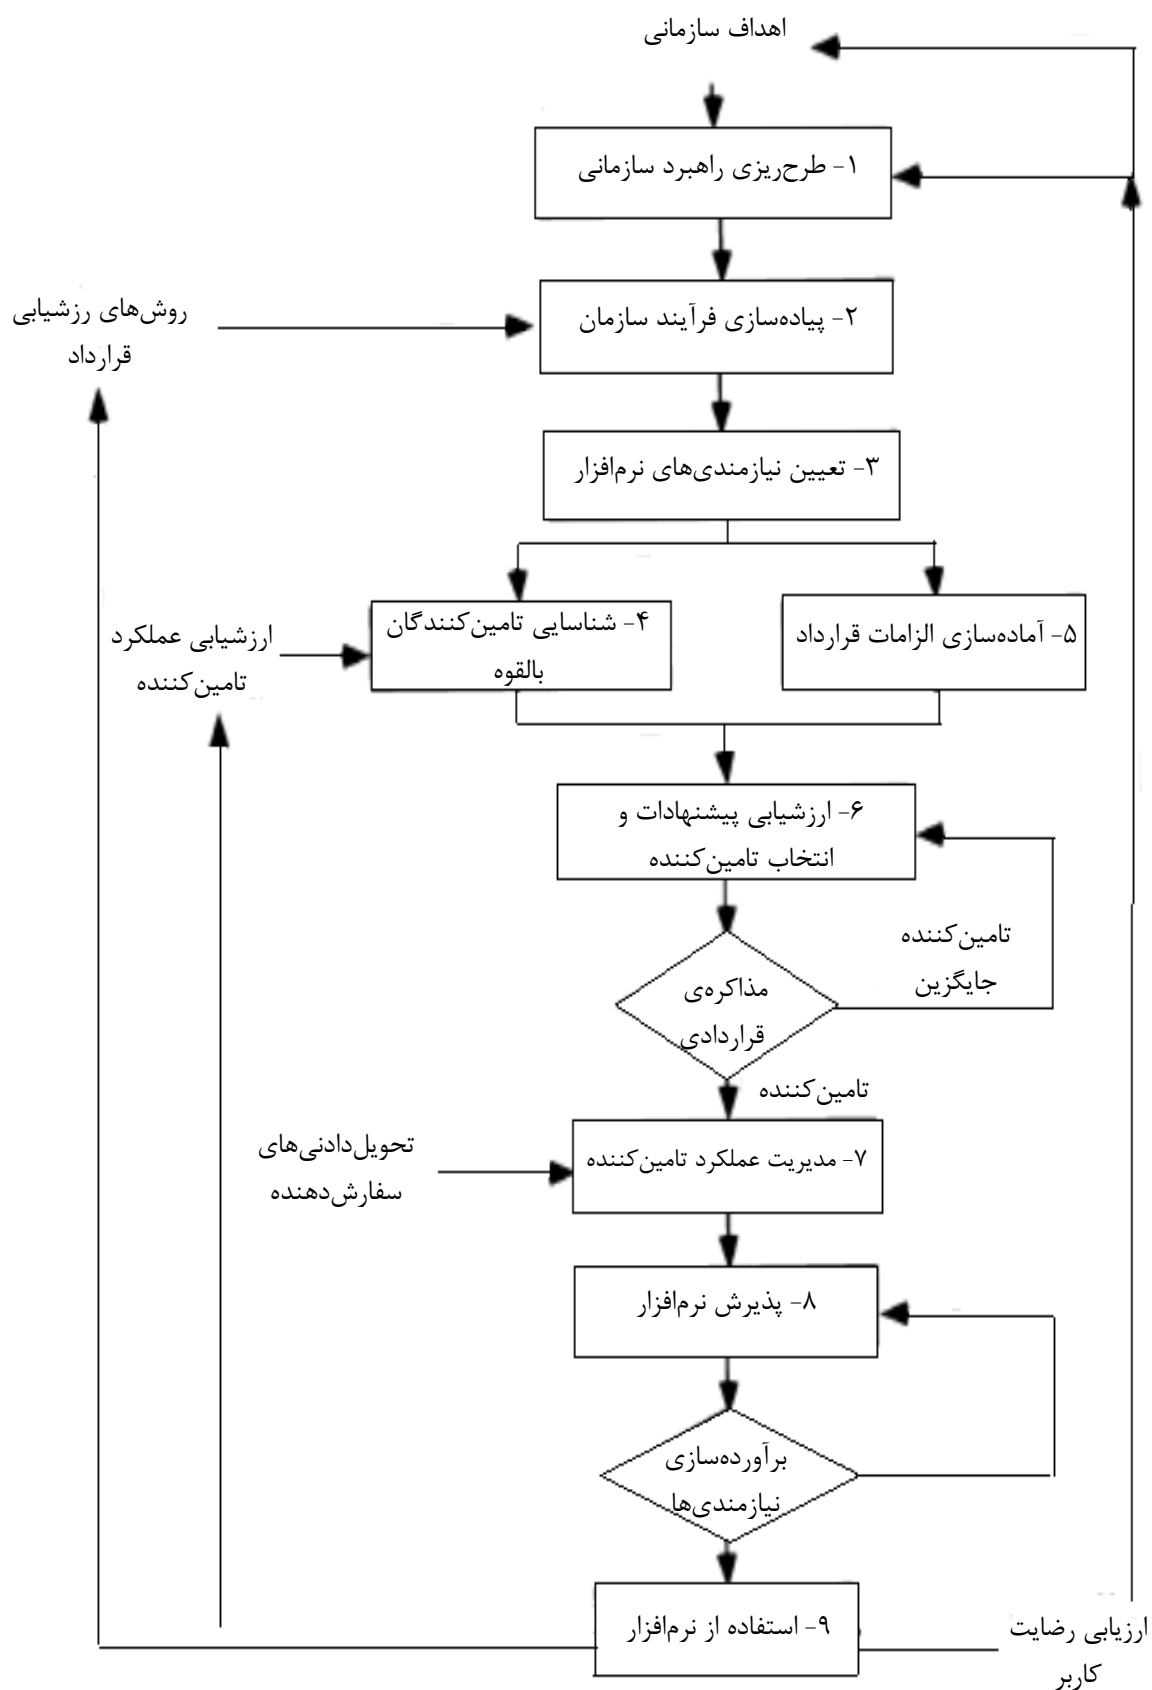 اهداف سازمانی
۱- طرح‌ریزی راهبرد سازمانی
۲- پیاده‌سازی فرآیند سازمان
روش‌های رزشیابی
قرارداد
۳- تعیین نیازمندی‌های نرم‌افزار
۴- شناسایی تامین‌کنندگان
بالقوه
۵- آماده‌سازی الزامات قرارداد
ارزشیابی عملکرد
تامین‌کننده
۶- ارزشیابی پیشنهادات و
انتخاب تامین‌کننده
تامین‌کننده
جایگزین
مذاکره‌ی
قراردادی
تامین‌کننده
۷- مدیریت عملکرد تامین‌کننده
تحویل‌دادنی‌های
سفارش‌دهنده
۸- پذیرش نرم‌افزار
برآورده‌سازی
نیازمندی‌ها
۹- استفاده از نرم‌افزار
ارزیابی رضایت
کاربر